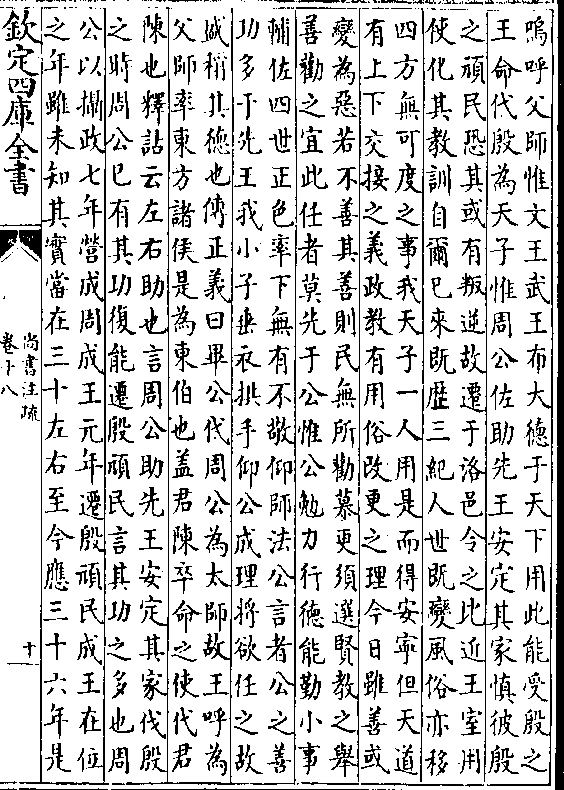 嗚呼父師惟文王武王布大德于天下用此能受殷之
王命代殷為天子惟周公佐助先王安定其家慎彼殷
之頑民恐其或有叛逆故遷于洛邑令之比近王室用
使化其教訓自爾已來既歴三紀人世既變風俗亦移
四方無可度之事我天子一人用是而得安寧但天道
有上下交接之義政教有用俗改更之理今日雖善或
變為惡若不善其善則民無所勸慕更須選賢教之舉
善勸之宜此任者莫先于公惟公勉力行德能勤小事
輔佐四世正色率下無有不敬仰師法公言者公之善
功多于先王我小子垂衣拱手仰公成理將欲任之故
盛稱其德也傳正義曰畢公代周公為太師故王呼為
父師率東方諸侯是為東伯也盖君陳卒命之使代君
陳也釋詁云左右助也言周公助先王安定其家伐殷
之時周公已有其功復能遷殷頑民言其功之多也周
公以攝政七年營成周成王元年遷殷頑民成王在位
之年雖未知其實當在三十左右至今應三十六年是
欽定四庫全書
尚書注疏
卷十八
十